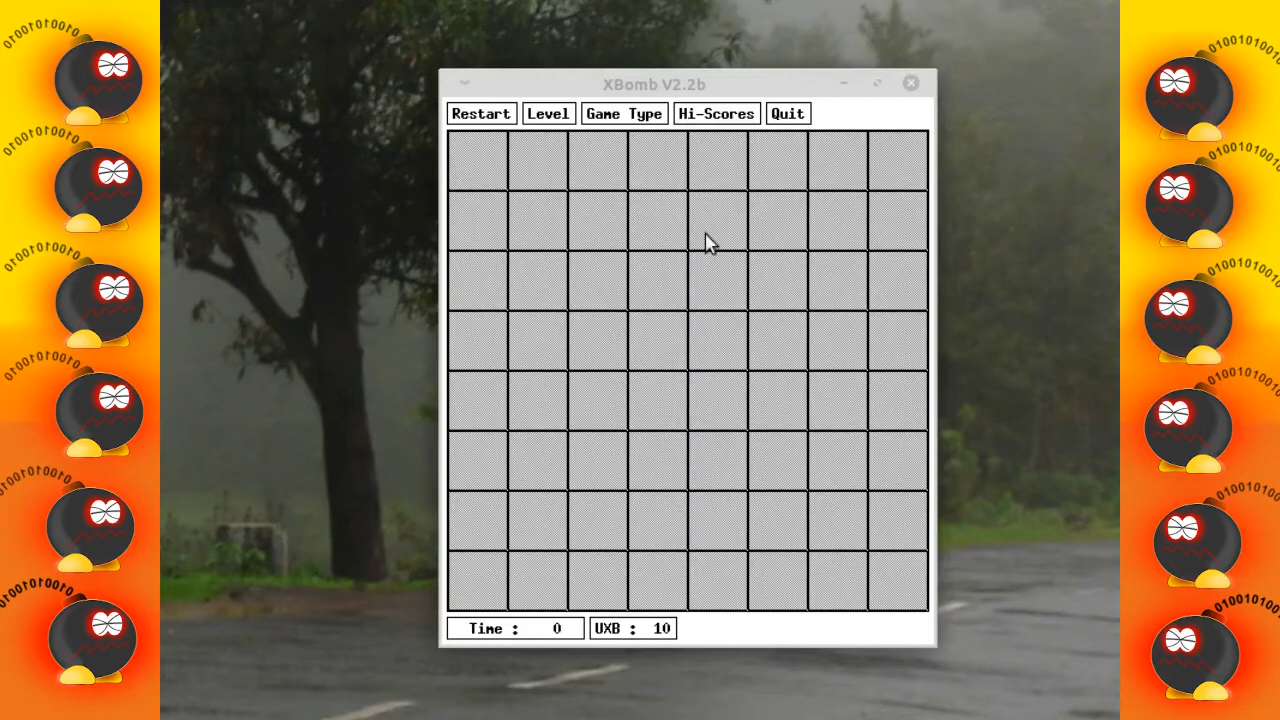 XBomb V2.2b
Restart Level Game Type Hi-Scores Quit
Time : 0 UXB : 10